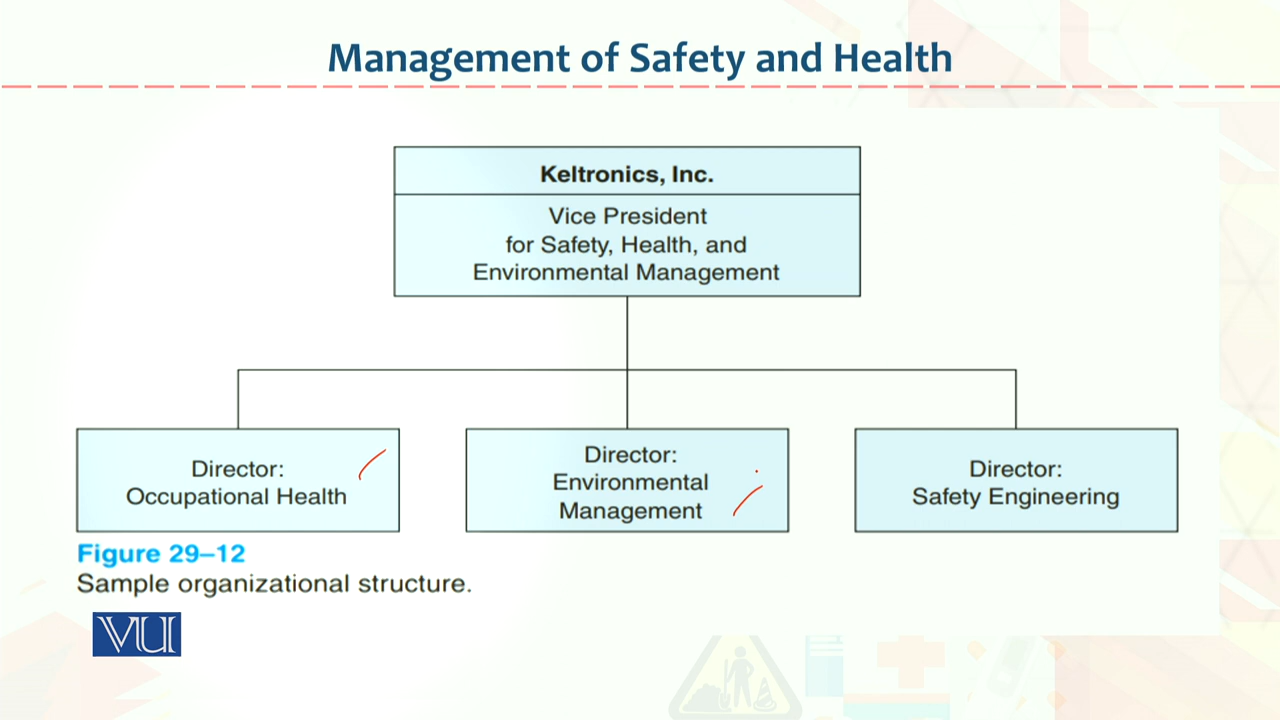 Management of Safety and Health
Keltronics, Inc.
Vice President
for Safety, Health, and
Environmental Management
Director:
Occupational Health
Director:
Environmental
Management
Director:
Safety Engineering
Figure 29–12
Sample organizational structure.
VU